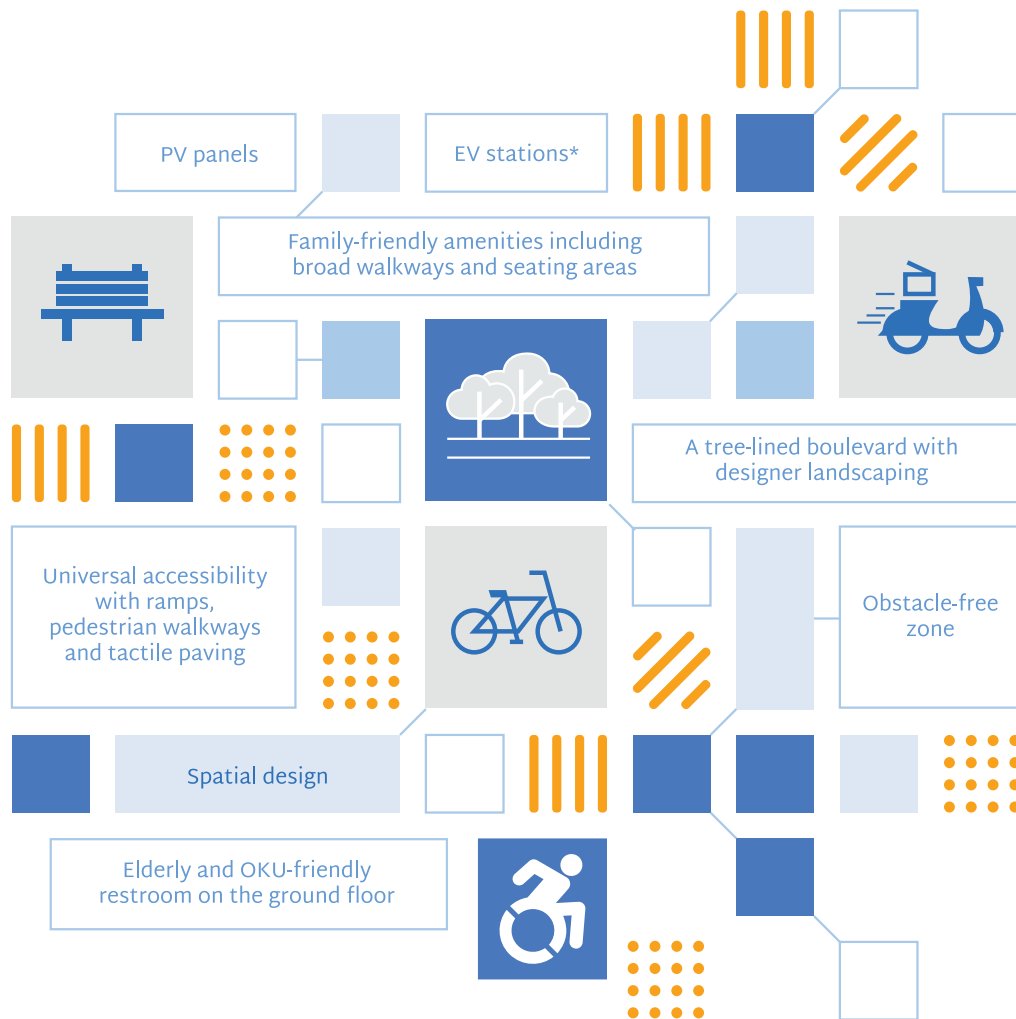 PV panels
EV stations*
Family-friendly amenities including
broad walkways and seating areas
A tree-lined boulevard with
designer landscaping
Universal accessibility
with ramps,
pedestrian walkways
and tactile paving
Obstacle-free
zone
Spatial design
Elderly and OKU-friendly
restroom on the ground floor